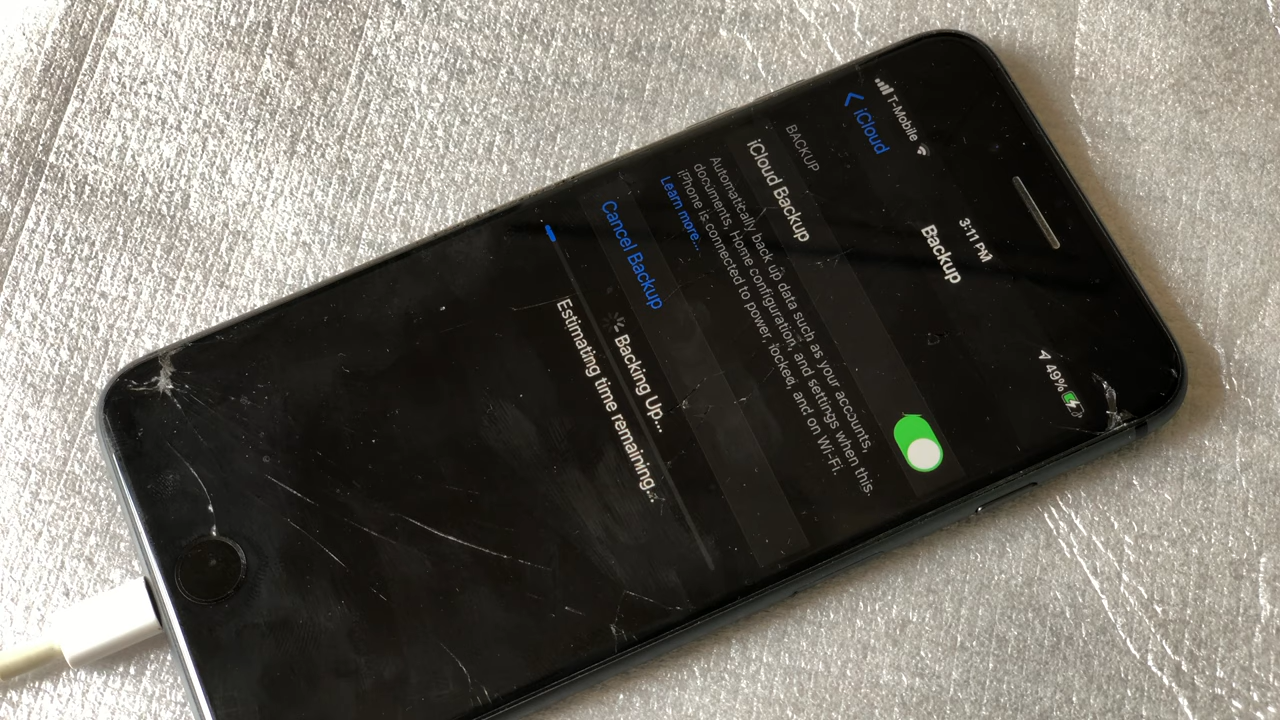 T-Mobile
3:11 PM
49%
iCloud
Backup
BACKUP
iCloud Backup
Automatically back up data such as your accounts,
documents, Home configuration, and settings when this
iPhone is connected to power, locked, and on Wi-Fi.
Learn more...
Cancel Backup
Backing Up...
Estimating time remaining...